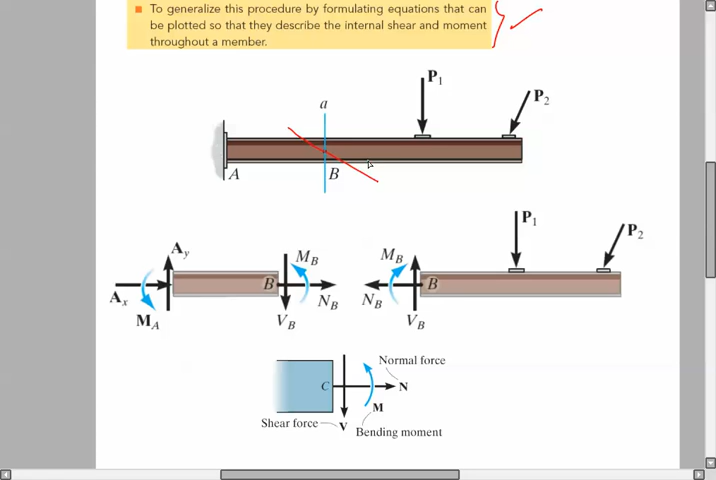 To generalize this procedure by formulating equations that can
be plotted so that they describe the internal shear and moment
throughout a member.
P1
P2
a
A
B
P1
P2
Ay
MB
MB
B
B
Ax
NB
NB
MA
VB
VB
Normal force
C
N
M
Shear force
V
Bending moment